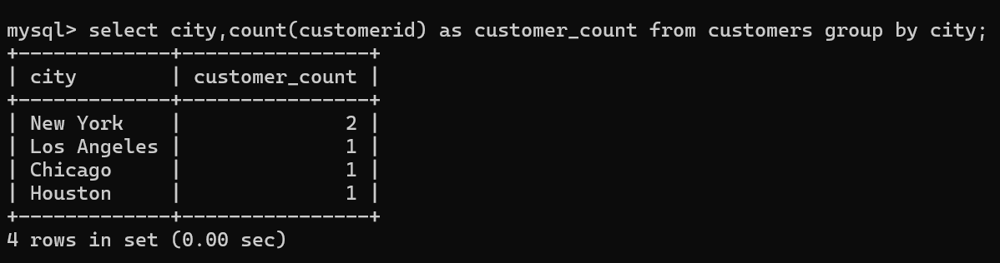 mysql> select city,count(customerid) as customer_count from customers group by city;
+-------------+----------------+
| city        | customer_count |
+-------------+----------------+
| New York    |              2 |
| Los Angeles |              1 |
| Chicago     |              1 |
| Houston     |              1 |
+-------------+----------------+
4 rows in set (0.00 sec)